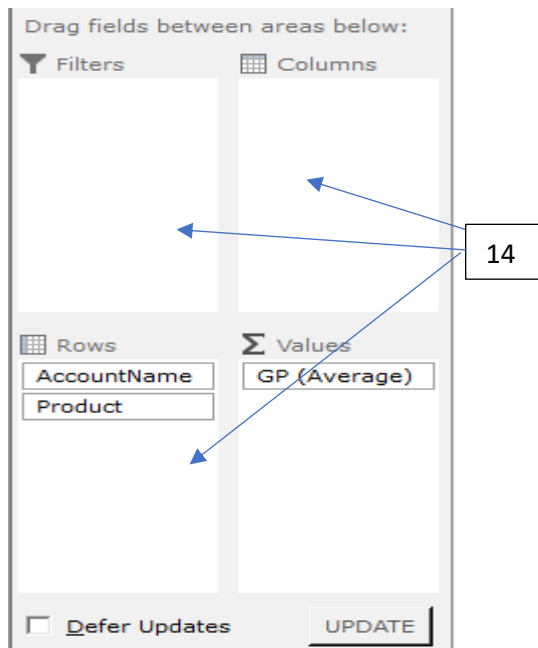 Drag fields between areas below:
Filters
Columns
14
Rows
Σ Values
AccountName
GP (Average)
Product
Defer Updates
UPDATE